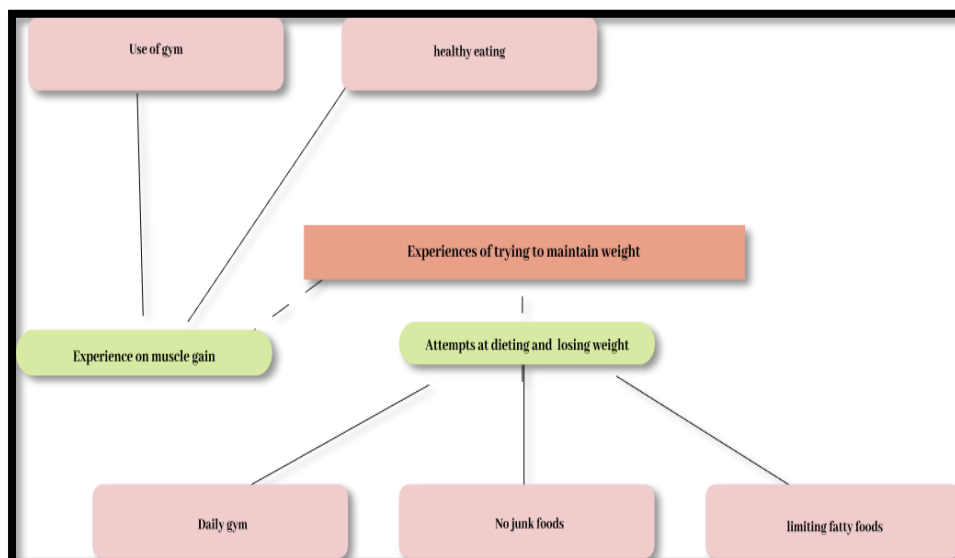 Use of gym
healthy eating
Experiences of trying to maintain weight
Experience on muscle gain
Attempts at dieting and losing weight
Daily gym
No junk foods
limiting fatty foods